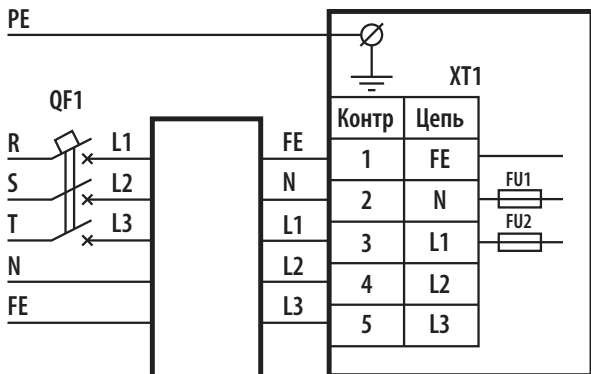 PE
XT1
QF1
Контр Цепь
R L1 FE 1 FE
S L2 N 2 N FU1
T L3 L1 3 L1 FU2
N L2 4 L2
FE L3 5 L3